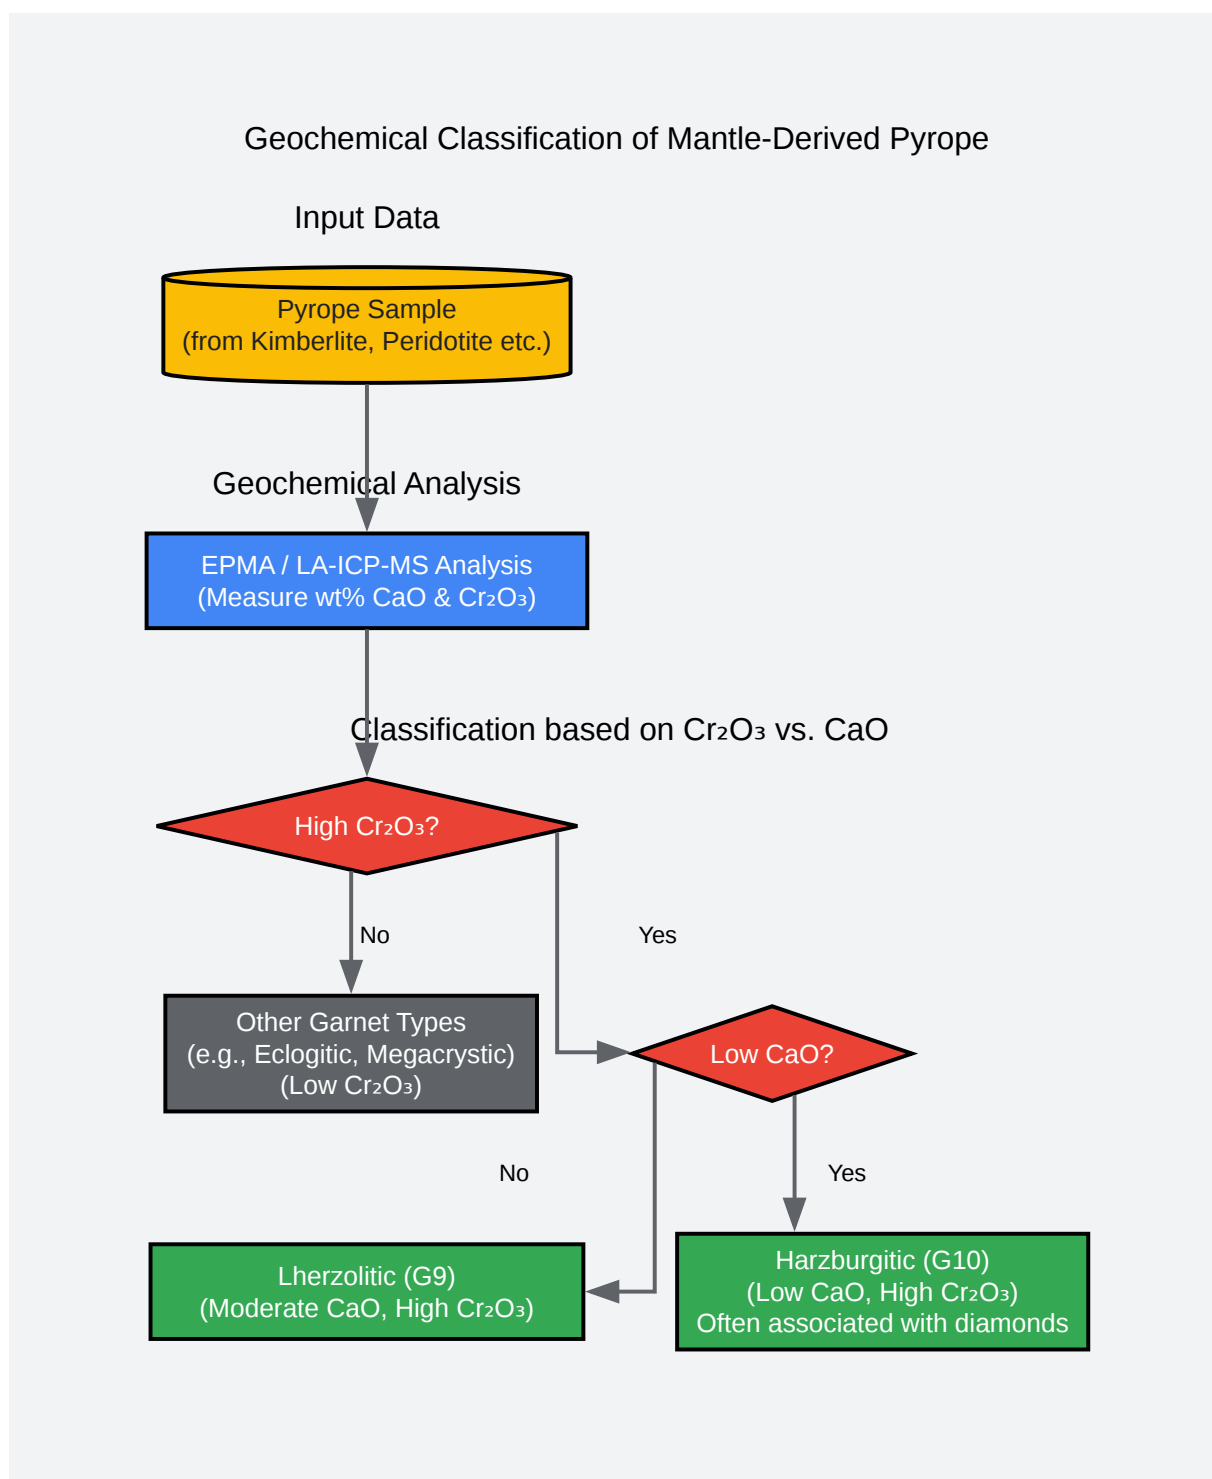 Geochemical Classification of Mantle-Derived Pyrope
Input Data
Pyrope Sample
(from Kimberlite, Peridotite etc.)
Geochemical Analysis
EPMA / LA-ICP-MS Analysis
(Measure wt% CaO & Cr₂O₃)
Classification based on Cr₂O₃ vs. CaO
High Cr₂O₃?
No
Yes
Other Garnet Types
(e.g., Eclogitic, Megacrystic)
(Low Cr₂O₃)
Low CaO?
No
Yes
Lherzolitic (G9)
(Moderate CaO, High Cr₂O₃)
Harzburgitic (G10)
(Low CaO, High Cr₂O₃)
Often associated with diamonds